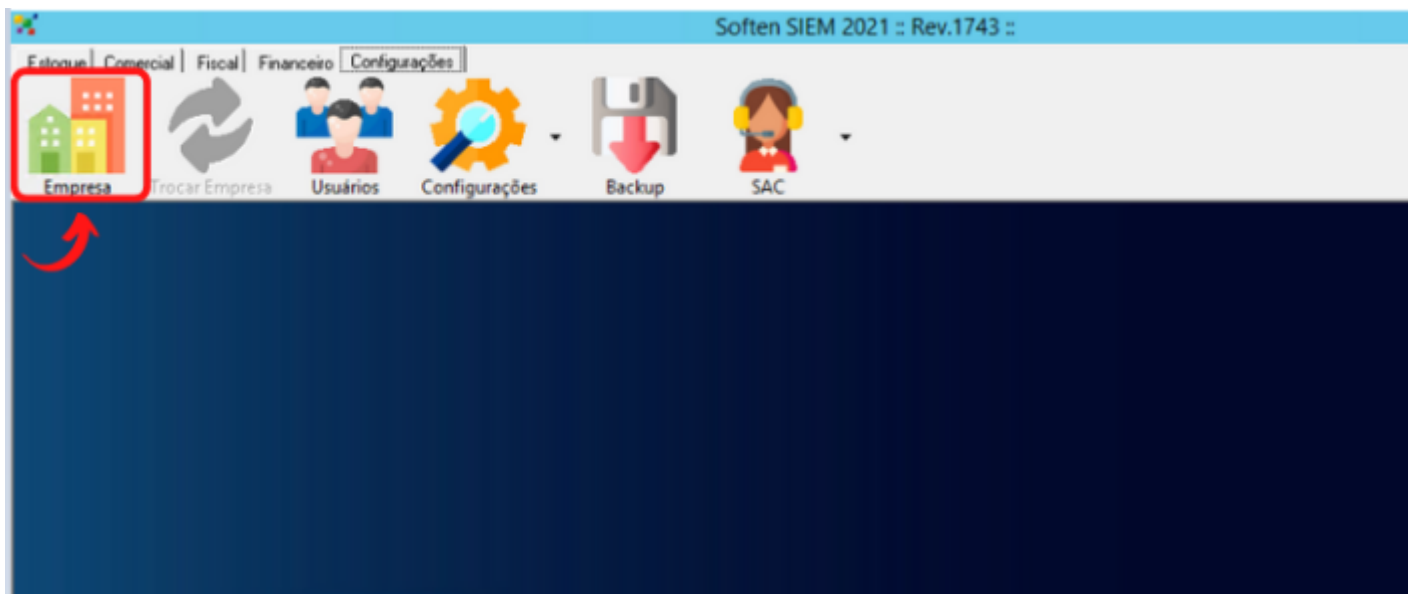 Soften SIEM 2021 :: Rev.1743 ::
Estoque Comercial Fiscal Financeiro Configurações
Empresa Trocar Empresa Usuários Configurações Backup SAC